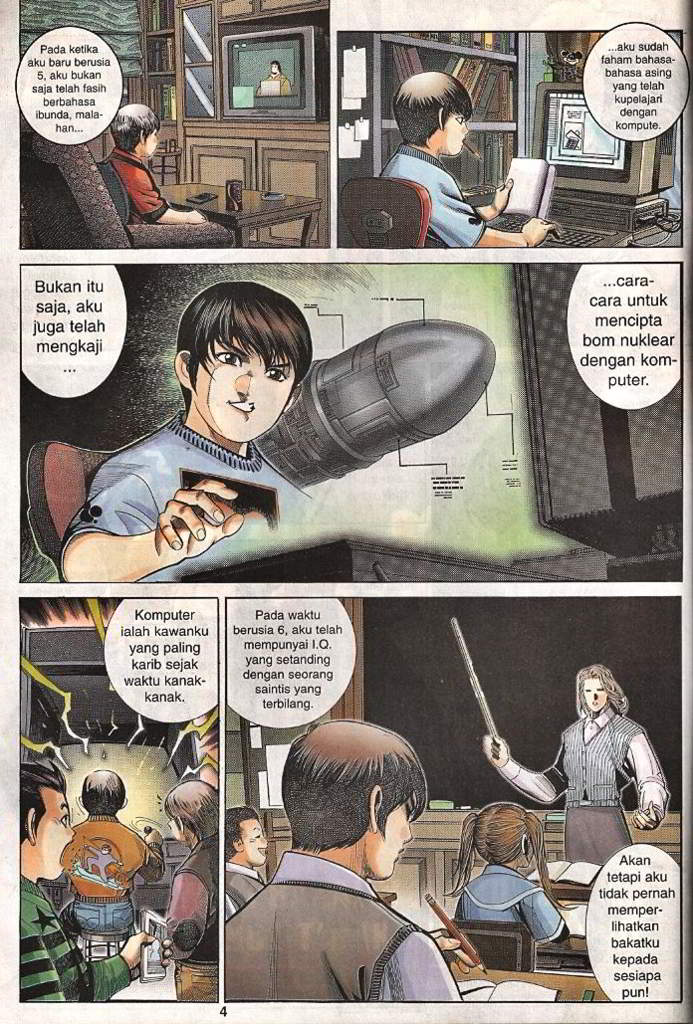 Pada ketika
aku baru berusia
5, aku bukan
saja telah fasih
berbahasa
ibunda, mala-
han...
...aku sudah
faham bahasa-
bahasa asing
yang telah
kupelajari
dengan
kompute.
Bukan itu
saja, aku
juga telah
mengkaji
...
...cara-
cara untuk
mencipta
bom nuklear
dengan kom-
puter.
Komputer
ialah kawanku
yang paling
karib sejak
waktu kanak-
kanak.
Pada waktu
berusia 6, aku telah
mempunyai I.Q.
yang setanding
dengan seorang
saintis yang
terbilang.
Akan
tetapi aku
tidak pernah
memper-
lihatkan
bakatku
kepada
sesiapa
pun!
4